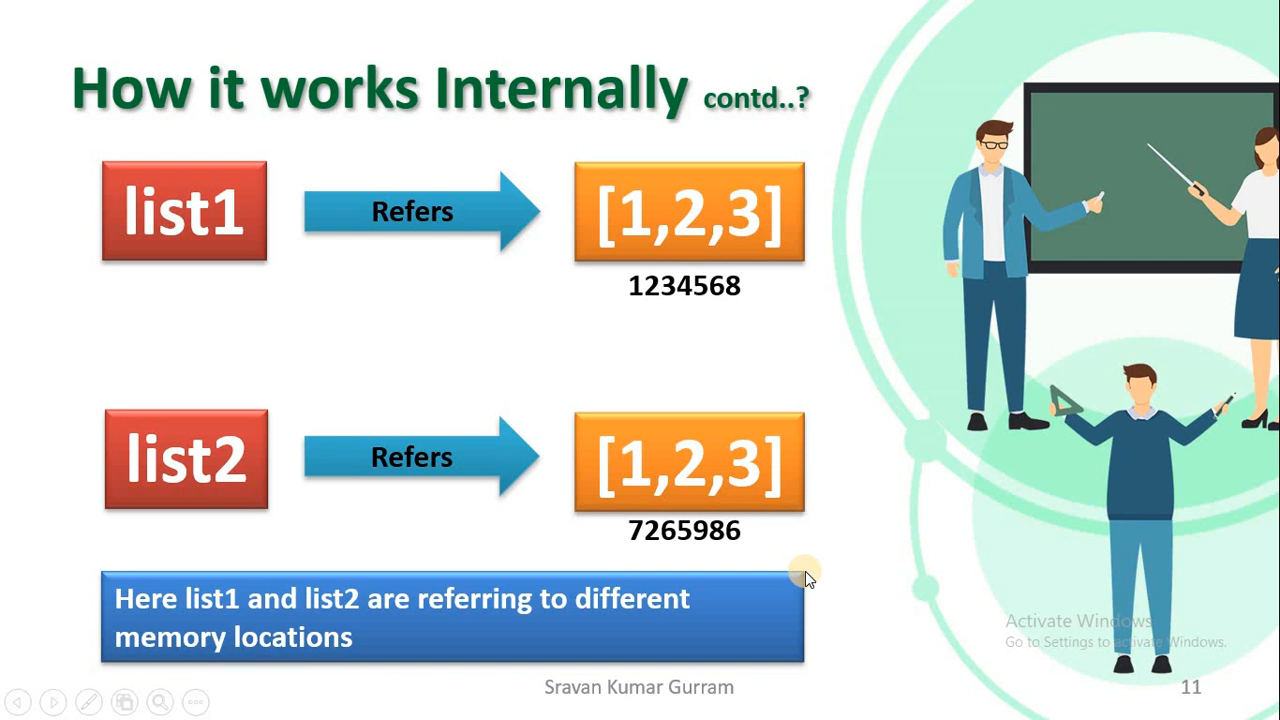 How it works Internally contd..?
list1
Refers
[1,2,3]
1234568
list2
Refers
[1,2,3]
7265986
Here list1 and list2 are referring to different
memory locations
Activate Windows
Go to Settings to activate Windows.
Sravan Kumar Gurram
11